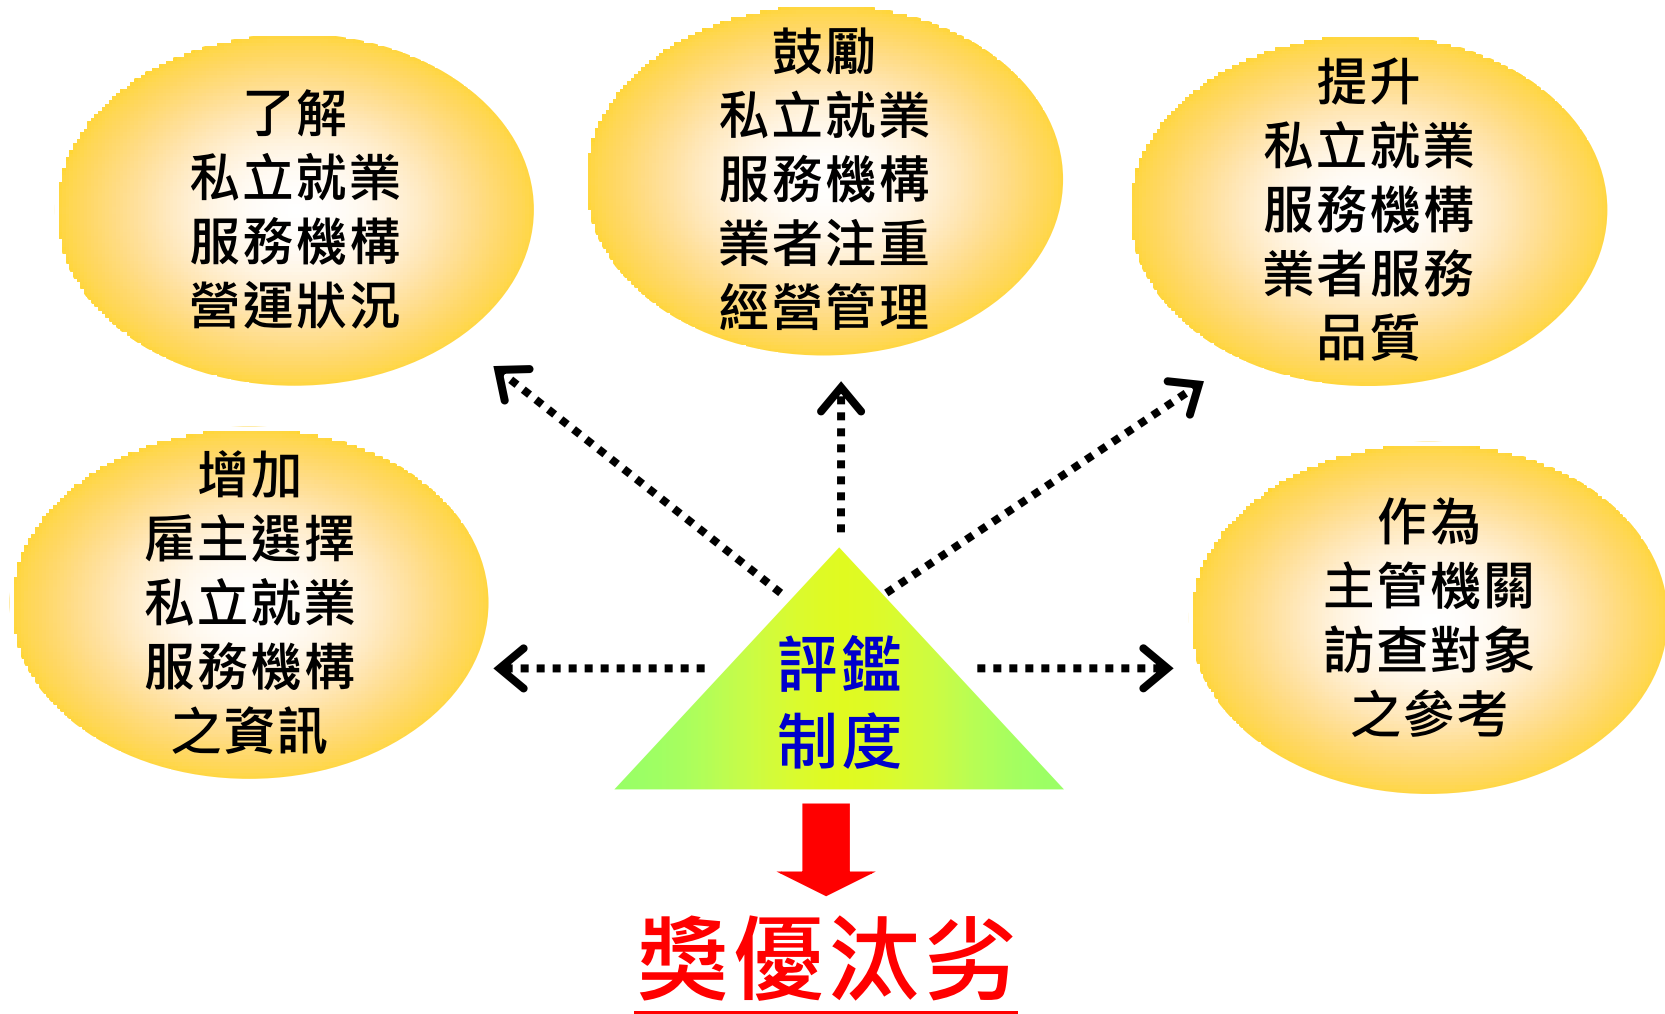 了解
私立就業
服務機構
營運狀況
鼓勵
私立就業
服務機構
業者注重
經營管理
提升
私立就業
服務機構
業者服務
品質
增加
雇主選擇
私立就業
服務機構
之資訊
作為
主管機關
訪查對象
之參考
評鑑
制度
獎優汰劣